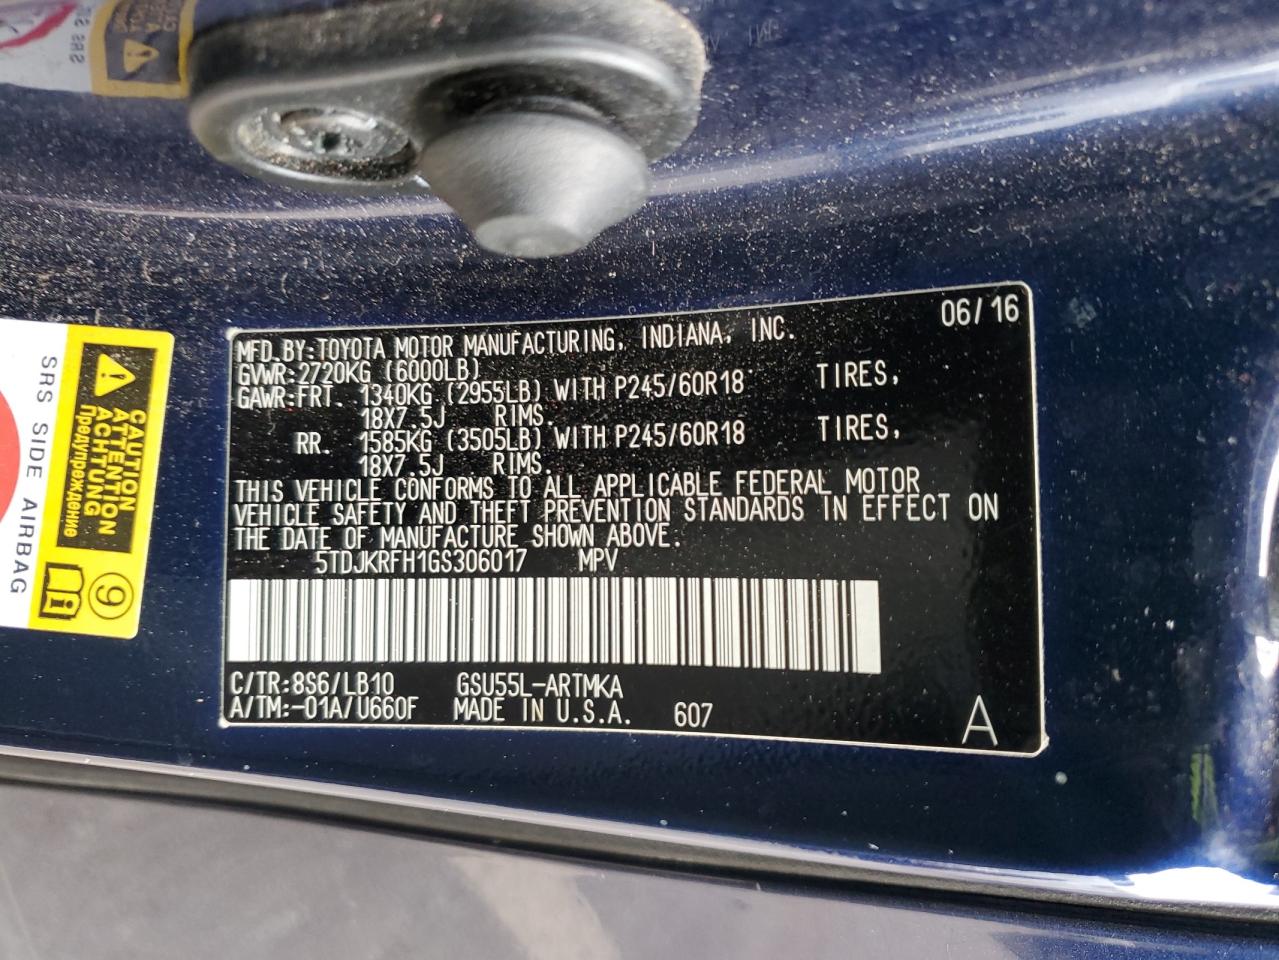 06/16
MFD.BY:TOYOTA MOTOR MANUFACTURING, INDIANA, INC.
GVWR:2720KG (6000LB)
GAWR:FRT. 1340KG (2955LB) WITH P245/60R18 TIRES,
18X7.5J RIMS.
RR. 1585KG (3505LB) WITH P245/60R18 TIRES,
18X7.5J RIMS.
THIS VEHICLE CONFORMS TO ALL APPLICABLE FEDERAL MOTOR
VEHICLE SAFETY AND THEFT PREVENTION STANDARDS IN EFFECT ON
THE DATE OF MANUFACTURE SHOWN ABOVE.
5TDJKRFH1GS306017 MPV
C/TR:8S6/LB10 GSU55L-ARTMKA
A/TM:-01A/U660F MADE IN U.S.A. 607 A
CAUTION
ATTENTION
ACHTUNG
Предупреждение
SRS SIDE AIRBAG
9